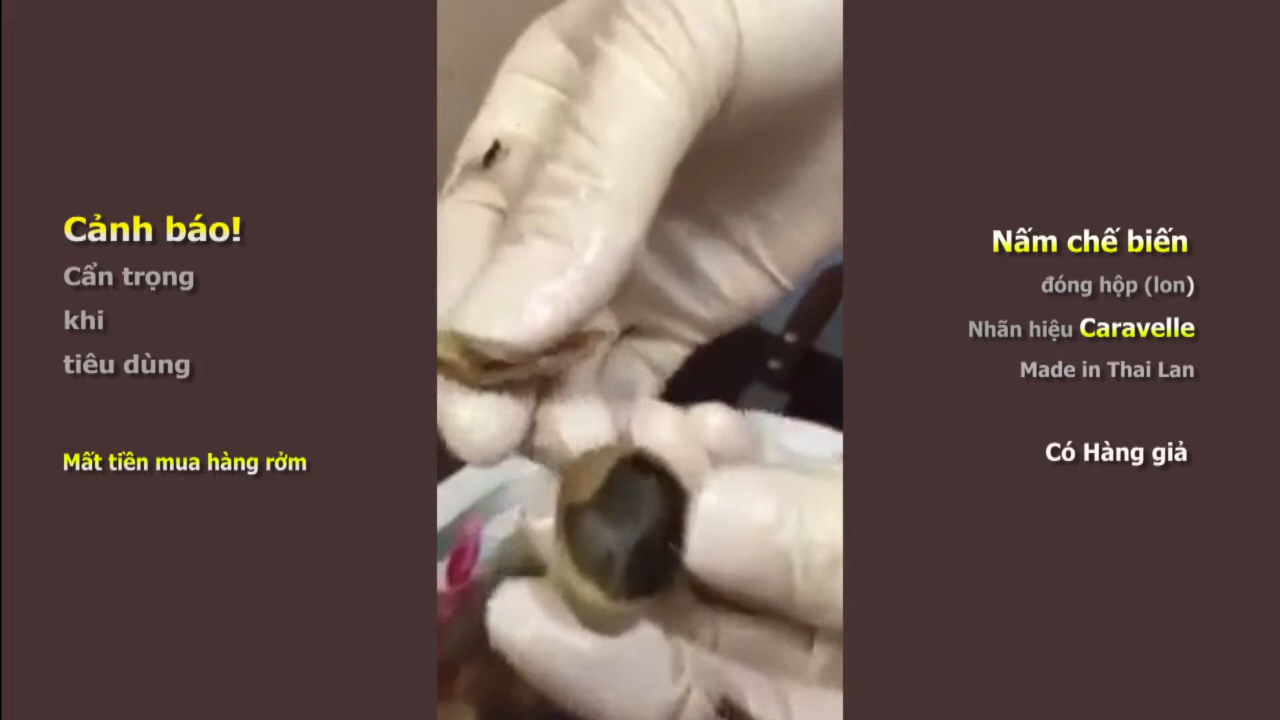 Cảnh báo!
Cẩn trọng
khi
tiêu dùng
Mất tiền mua hàng rởm
Nấm chế biến
đóng hộp (lon)
Nhãn hiệu Caravelle
Made in Thai Lan
Có Hàng giả